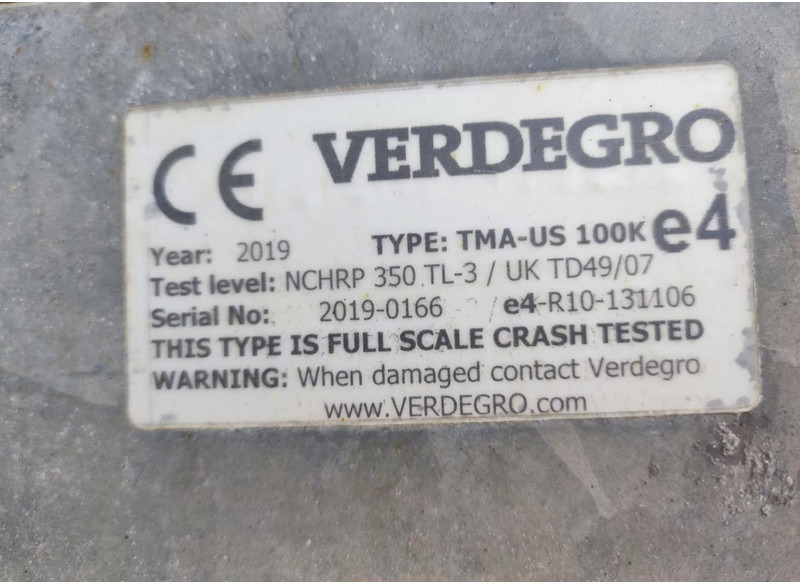 CE VERDEGRO
Year: 2019 TYPE: TMA-US 100K e4
Test level: NCHRP 350 TL-3 / UK TD49/07
Serial No: 2019-0166 / e4-R10-131106
THIS TYPE IS FULL SCALE CRASH TESTED
WARNING: When damaged contact Verdegro
www.VERDEGRO.com